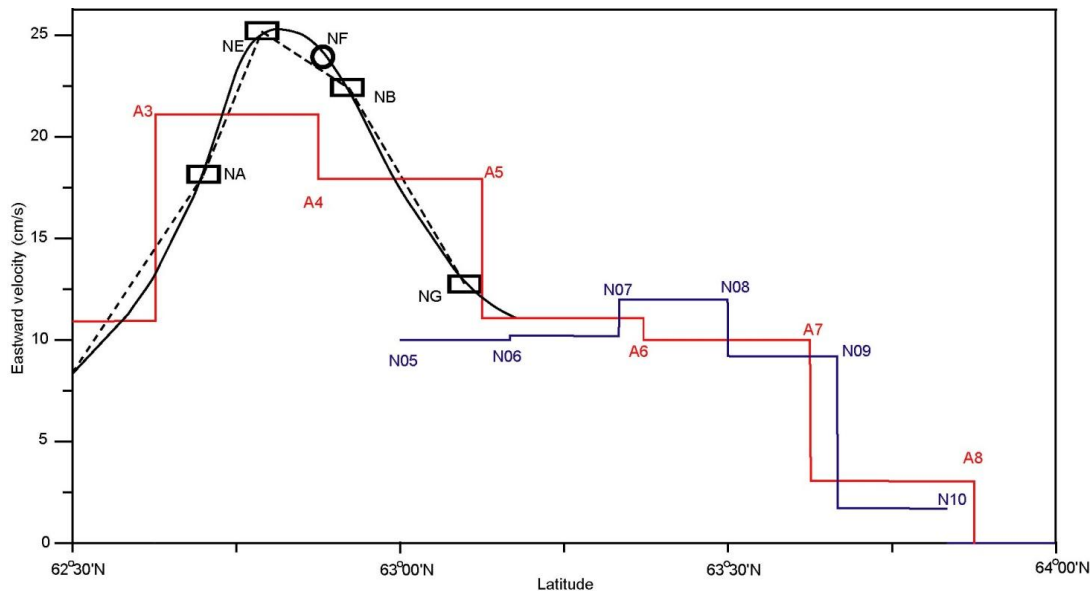 25
20
15
10
5
0
Eastward velocity (cm/s)
NE
NF
NB
A3
NA
A4
A5
NG
N07
N08
N05
N06
A6
A7
N09
A8
N10
62°30'N
63°00'N
63°30'N
64°00'N
Latitude